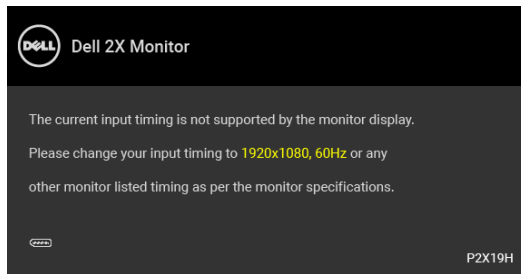 DELL
Dell 2X Monitor
The current input timing is not supported by the monitor display.
Please change your input timing to 1920x1080, 60Hz or any
other monitor listed timing as per the monitor specifications.
P2X19H